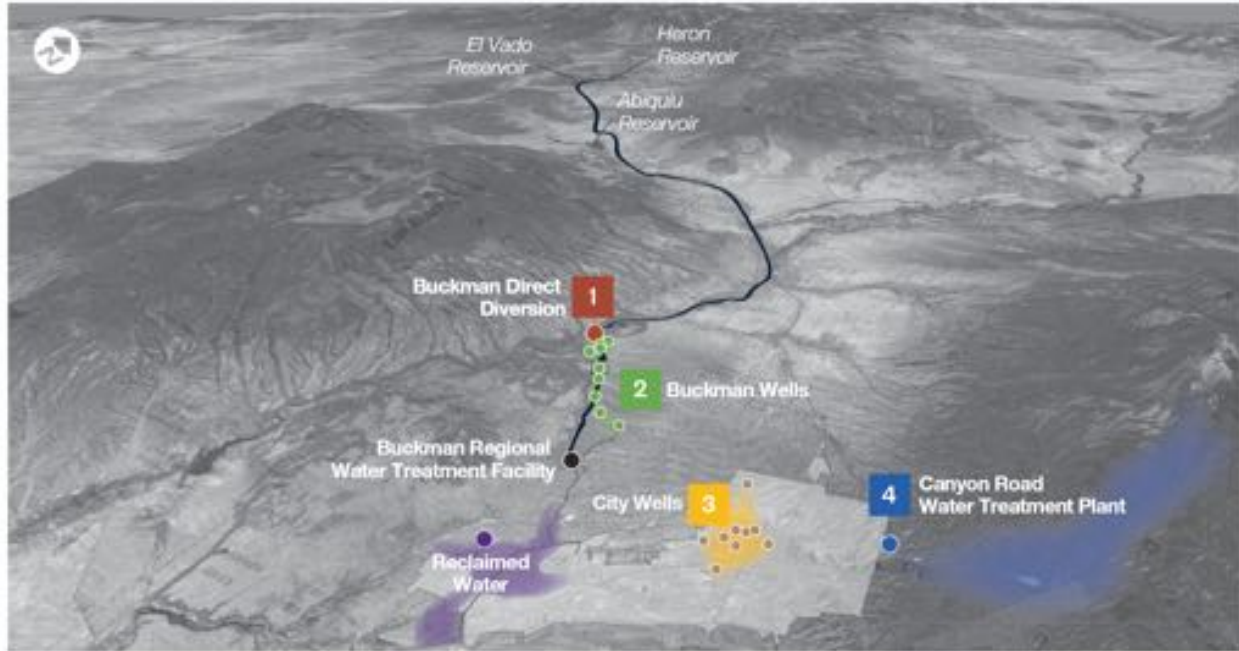 El Vado
Reservoir
Heron
Reservoir
Abiquiu
Reservoir
Buckman Direct
Diversion
1
2
Buckman Wells
Buckman Regional
Water Treatment Facility
City Wells
3
4
Canyon Road
Water Treatment Plant
Reclaimed
Water